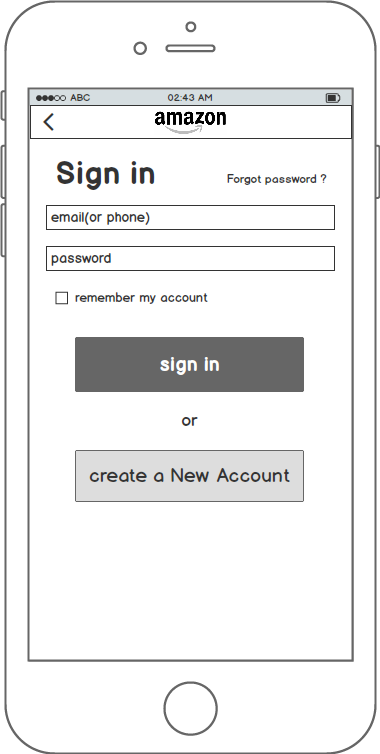 ABC 02:43 AM
amazon
Sign in
Forgot password ?
email(or phone)
password
remember my account
sign in
or
create a New Account